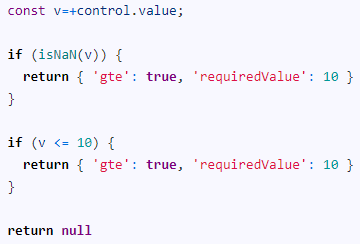 const v=+control.value;
if (isNaN(v)) {
return { 'gte': true, 'requiredValue': 10 }
}
if (v <= 10) {
return { 'gte': true, 'requiredValue': 10 }
}
return null